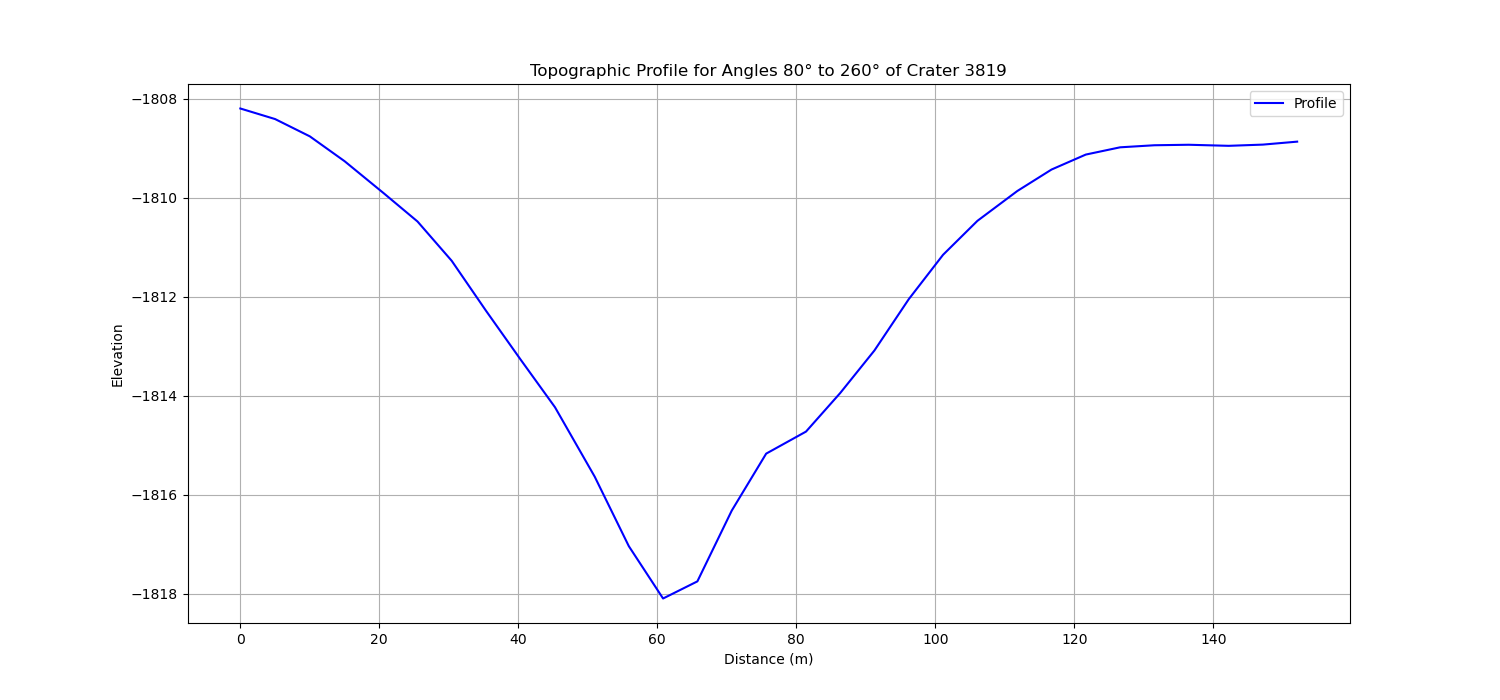 Topographic Profile for Angles 80° to 260° of Crater 3819
Profile
−1808
−1810
−1812
−1814
−1816
−1818
Elevation
0 20 40 60 80 100 120 140
Distance (m)